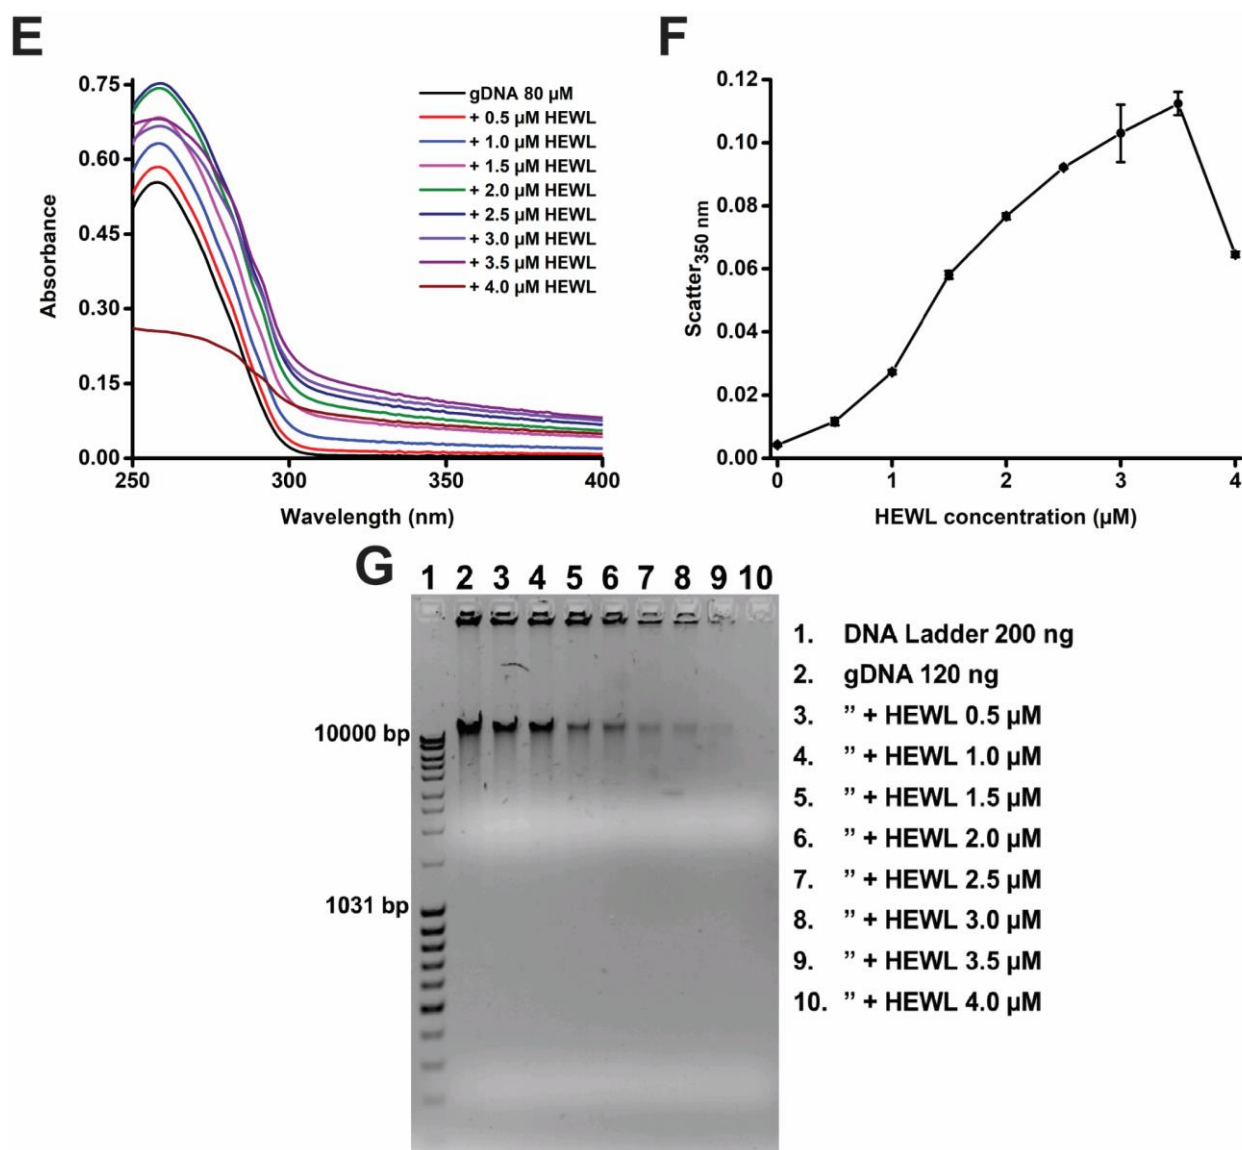 E
0.75
0.60
0.45
0.30
0.15
0.00
Absorbance
250
300
350
400
Wavelength (nm)
gDNA 80 µM
+ 0.5 µM HEWL
+ 1.0 µM HEWL
+ 1.5 µM HEWL
+ 2.0 µM HEWL
+ 2.5 µM HEWL
+ 3.0 µM HEWL
+ 3.5 µM HEWL
+ 4.0 µM HEWL
F
0.12
0.10
0.08
0.06
0.04
0.02
0.00
Scatter350 nm
0
1
2
3
4
HEWL concentration (µM)
G
1 2 3 4 5 6 7 8 9 10
10000 bp
1031 bp
1. DNA Ladder 200 ng
2. gDNA 120 ng
3. ” + HEWL 0.5 µM
4. ” + HEWL 1.0 µM
5. ” + HEWL 1.5 µM
6. ” + HEWL 2.0 µM
7. ” + HEWL 2.5 µM
8. ” + HEWL 3.0 µM
9. ” + HEWL 3.5 µM
10. ” + HEWL 4.0 µM